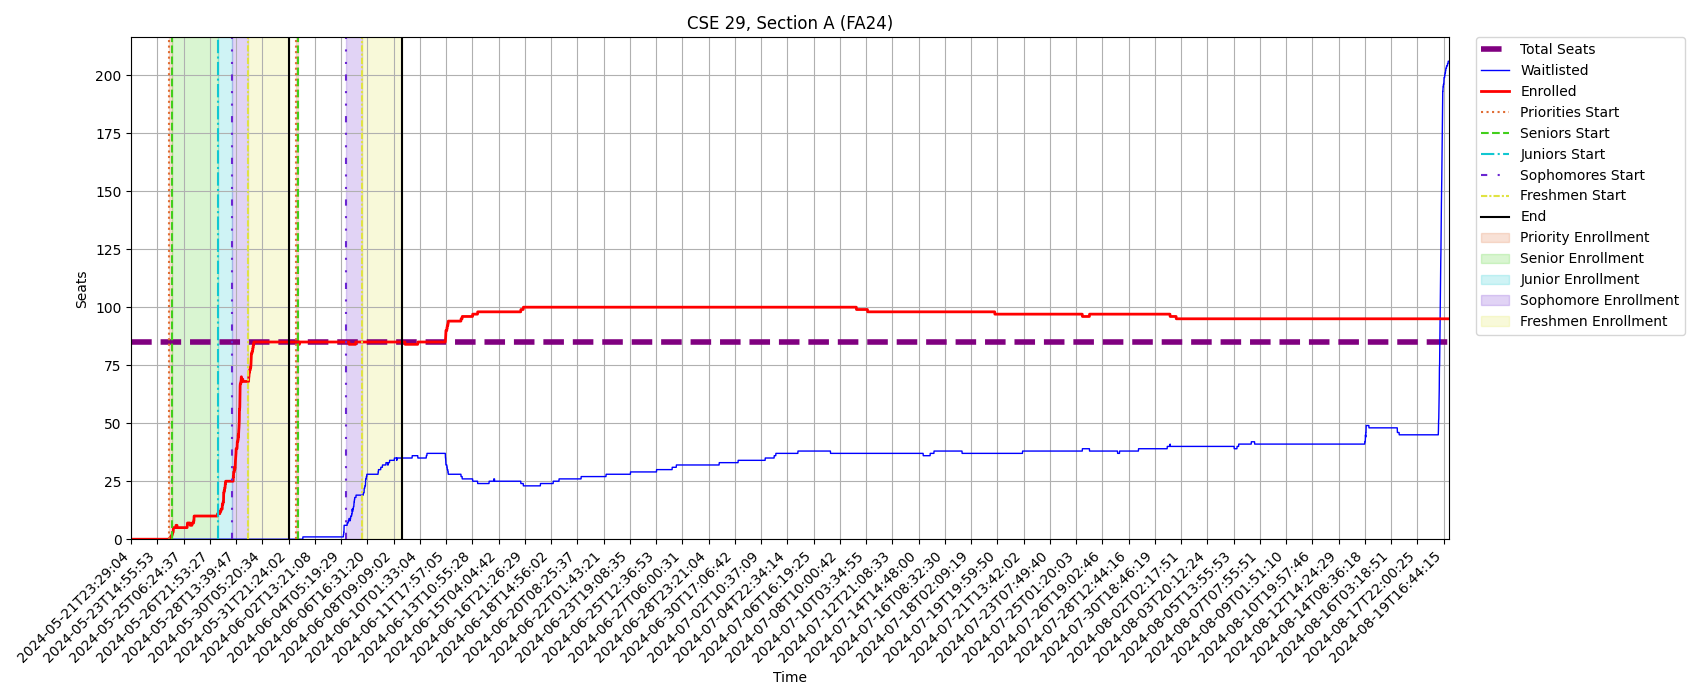 CSE 29, Section A (FA24)
Seats
200
175
150
125
100
75
50
25
0
2024-05-21T23:29:04
2024-05-23T14:55:53
2024-05-25T06:24:37
2024-05-26T21:53:27
2024-05-28T13:39:47
2024-05-30T05:20:34
2024-05-31T21:24:02
2024-06-02T13:21:08
2024-06-04T05:19:29
2024-06-06T16:31:20
2024-06-08T09:09:02
2024-06-10T01:33:04
2024-06-11T17:57:05
2024-06-13T10:55:28
2024-06-15T04:04:42
2024-06-16T21:26:29
2024-06-18T14:56:02
2024-06-20T08:25:37
2024-06-22T01:43:21
2024-06-23T19:08:35
2024-06-25T12:36:53
2024-06-27T06:00:31
2024-06-28T23:21:04
2024-06-30T17:06:42
2024-07-02T10:37:09
2024-07-04T22:34:14
2024-07-06T16:19:25
2024-07-08T10:00:42
2024-07-10T03:34:55
2024-07-12T21:08:33
2024-07-14T14:48:00
2024-07-16T08:32:30
2024-07-18T02:09:19
2024-07-19T19:59:50
2024-07-21T13:42:02
2024-07-23T07:49:40
2024-07-25T01:20:03
2024-07-26T19:02:46
2024-07-28T12:44:16
2024-07-30T18:46:19
2024-08-02T02:17:51
2024-08-03T20:12:24
2024-08-05T13:55:53
2024-08-07T07:55:51
2024-08-09T01:51:10
2024-08-10T19:57:46
2024-08-12T14:24:29
2024-08-14T08:36:18
2024-08-16T03:18:51
2024-08-17T22:00:25
2024-08-19T16:44:15
Time
Total Seats
Waitlisted
Enrolled
Priorities Start
Seniors Start
Juniors Start
Sophomores Start
Freshmen Start
End
Priority Enrollment
Senior Enrollment
Junior Enrollment
Sophomore Enrollment
Freshmen Enrollment